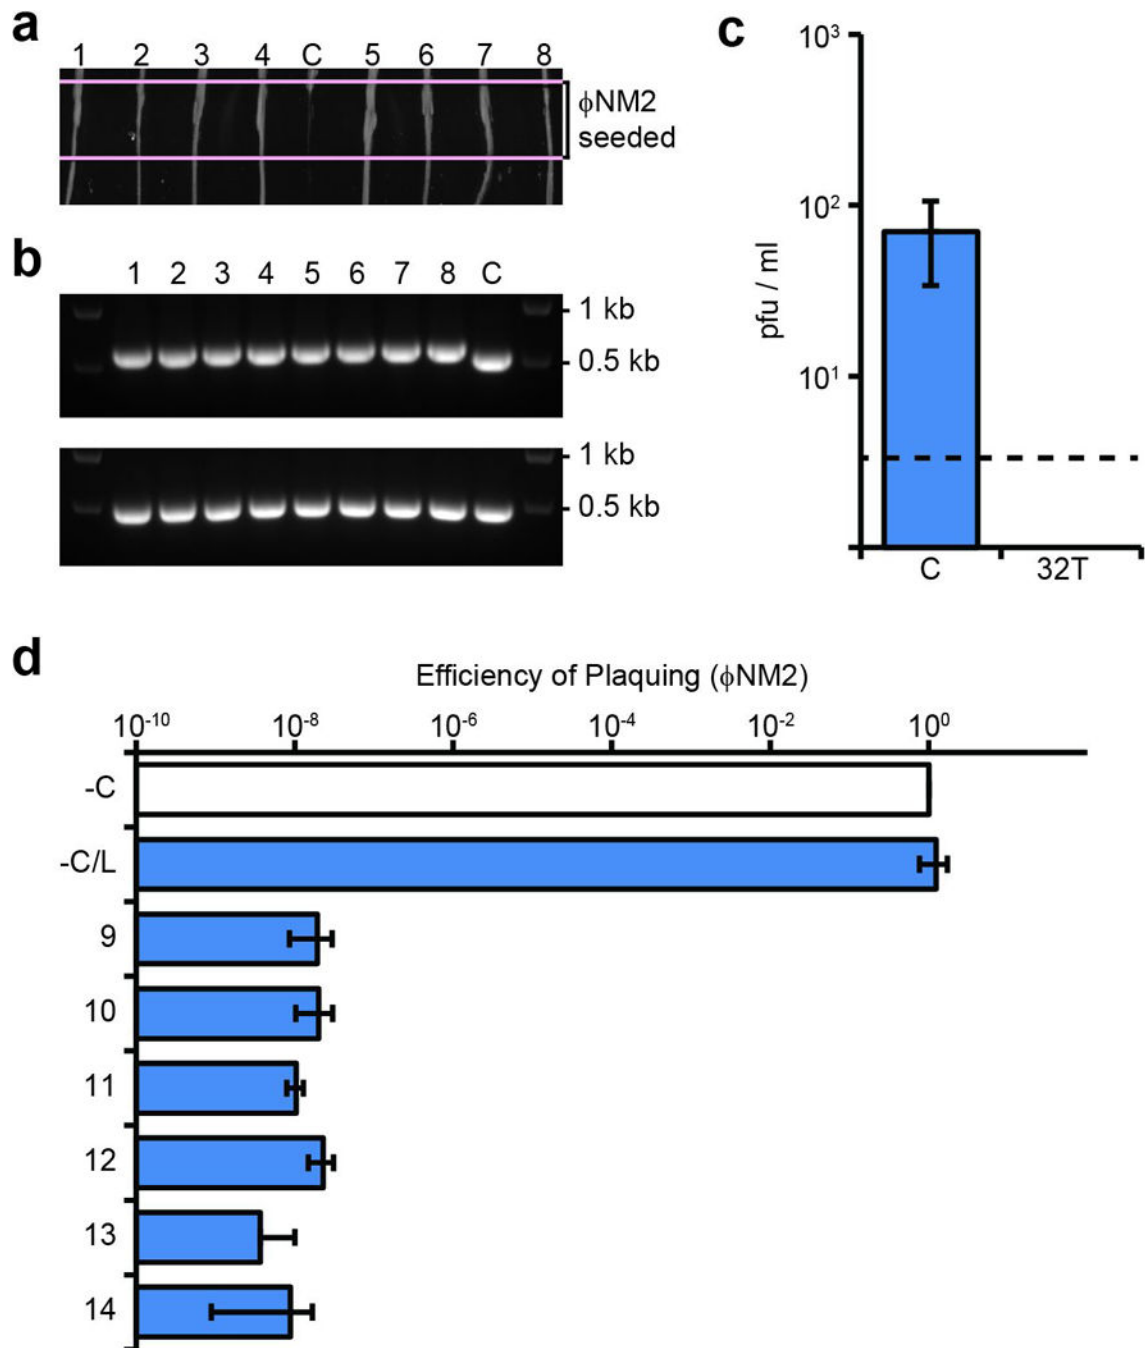 a
1 2 3 4 C 5 6 7 8
ϕNM2
seeded
b
1 2 3 4 5 6 7 8 C
1 kb
0.5 kb
1 kb
0.5 kb
c
10³
10²
10¹
pfu / ml
C 32T
d
Efficiency of Plaquing (ϕNM2)
10⁻¹⁰ 10⁻⁸ 10⁻⁶ 10⁻⁴ 10⁻² 10⁰
-C
-C/L
9
10
11
12
13
14